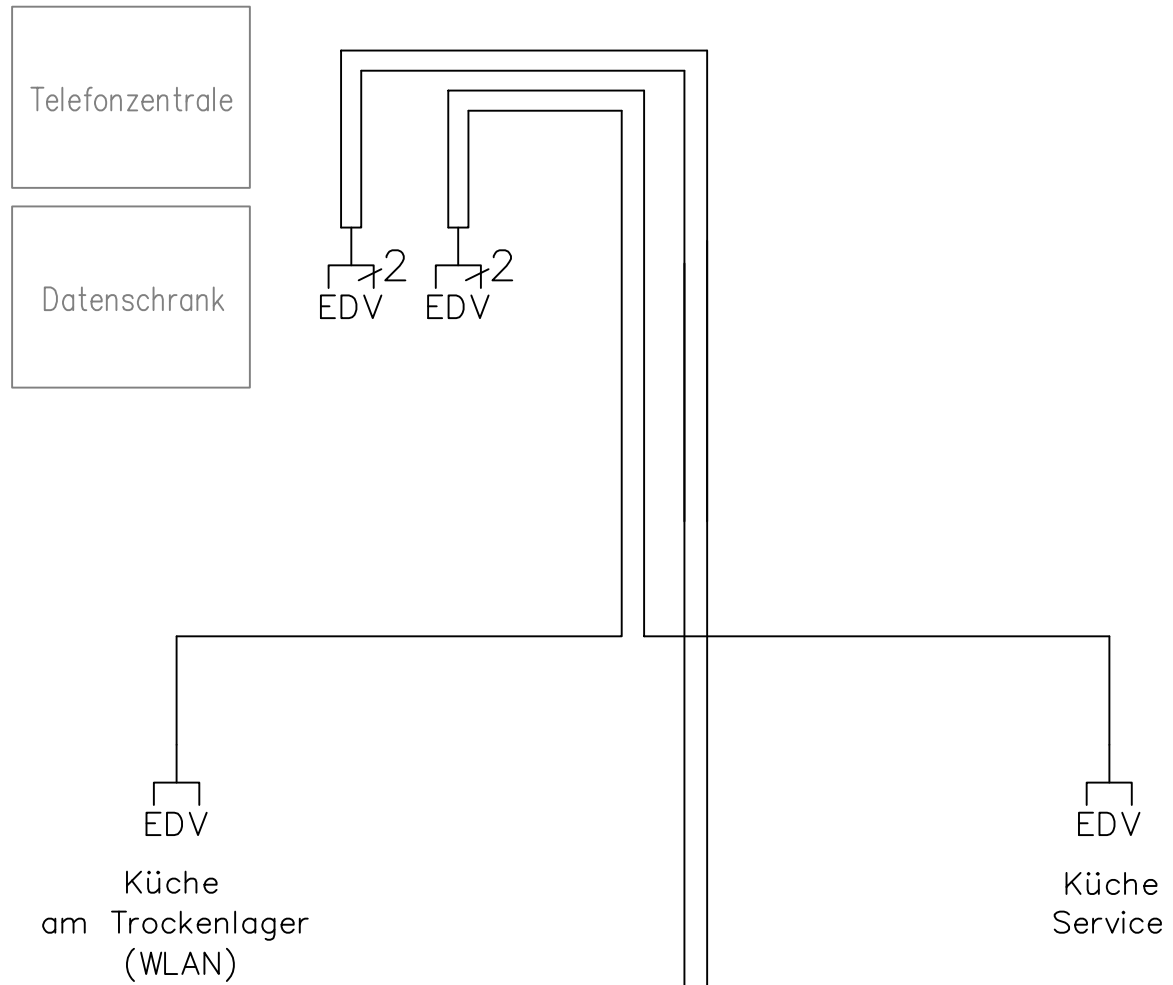 Telefonzentrale
Datenschrank
2
2
EDV
EDV
EDV
Küche
am Trockenlager
(WLAN)
EDV
Küche
Service